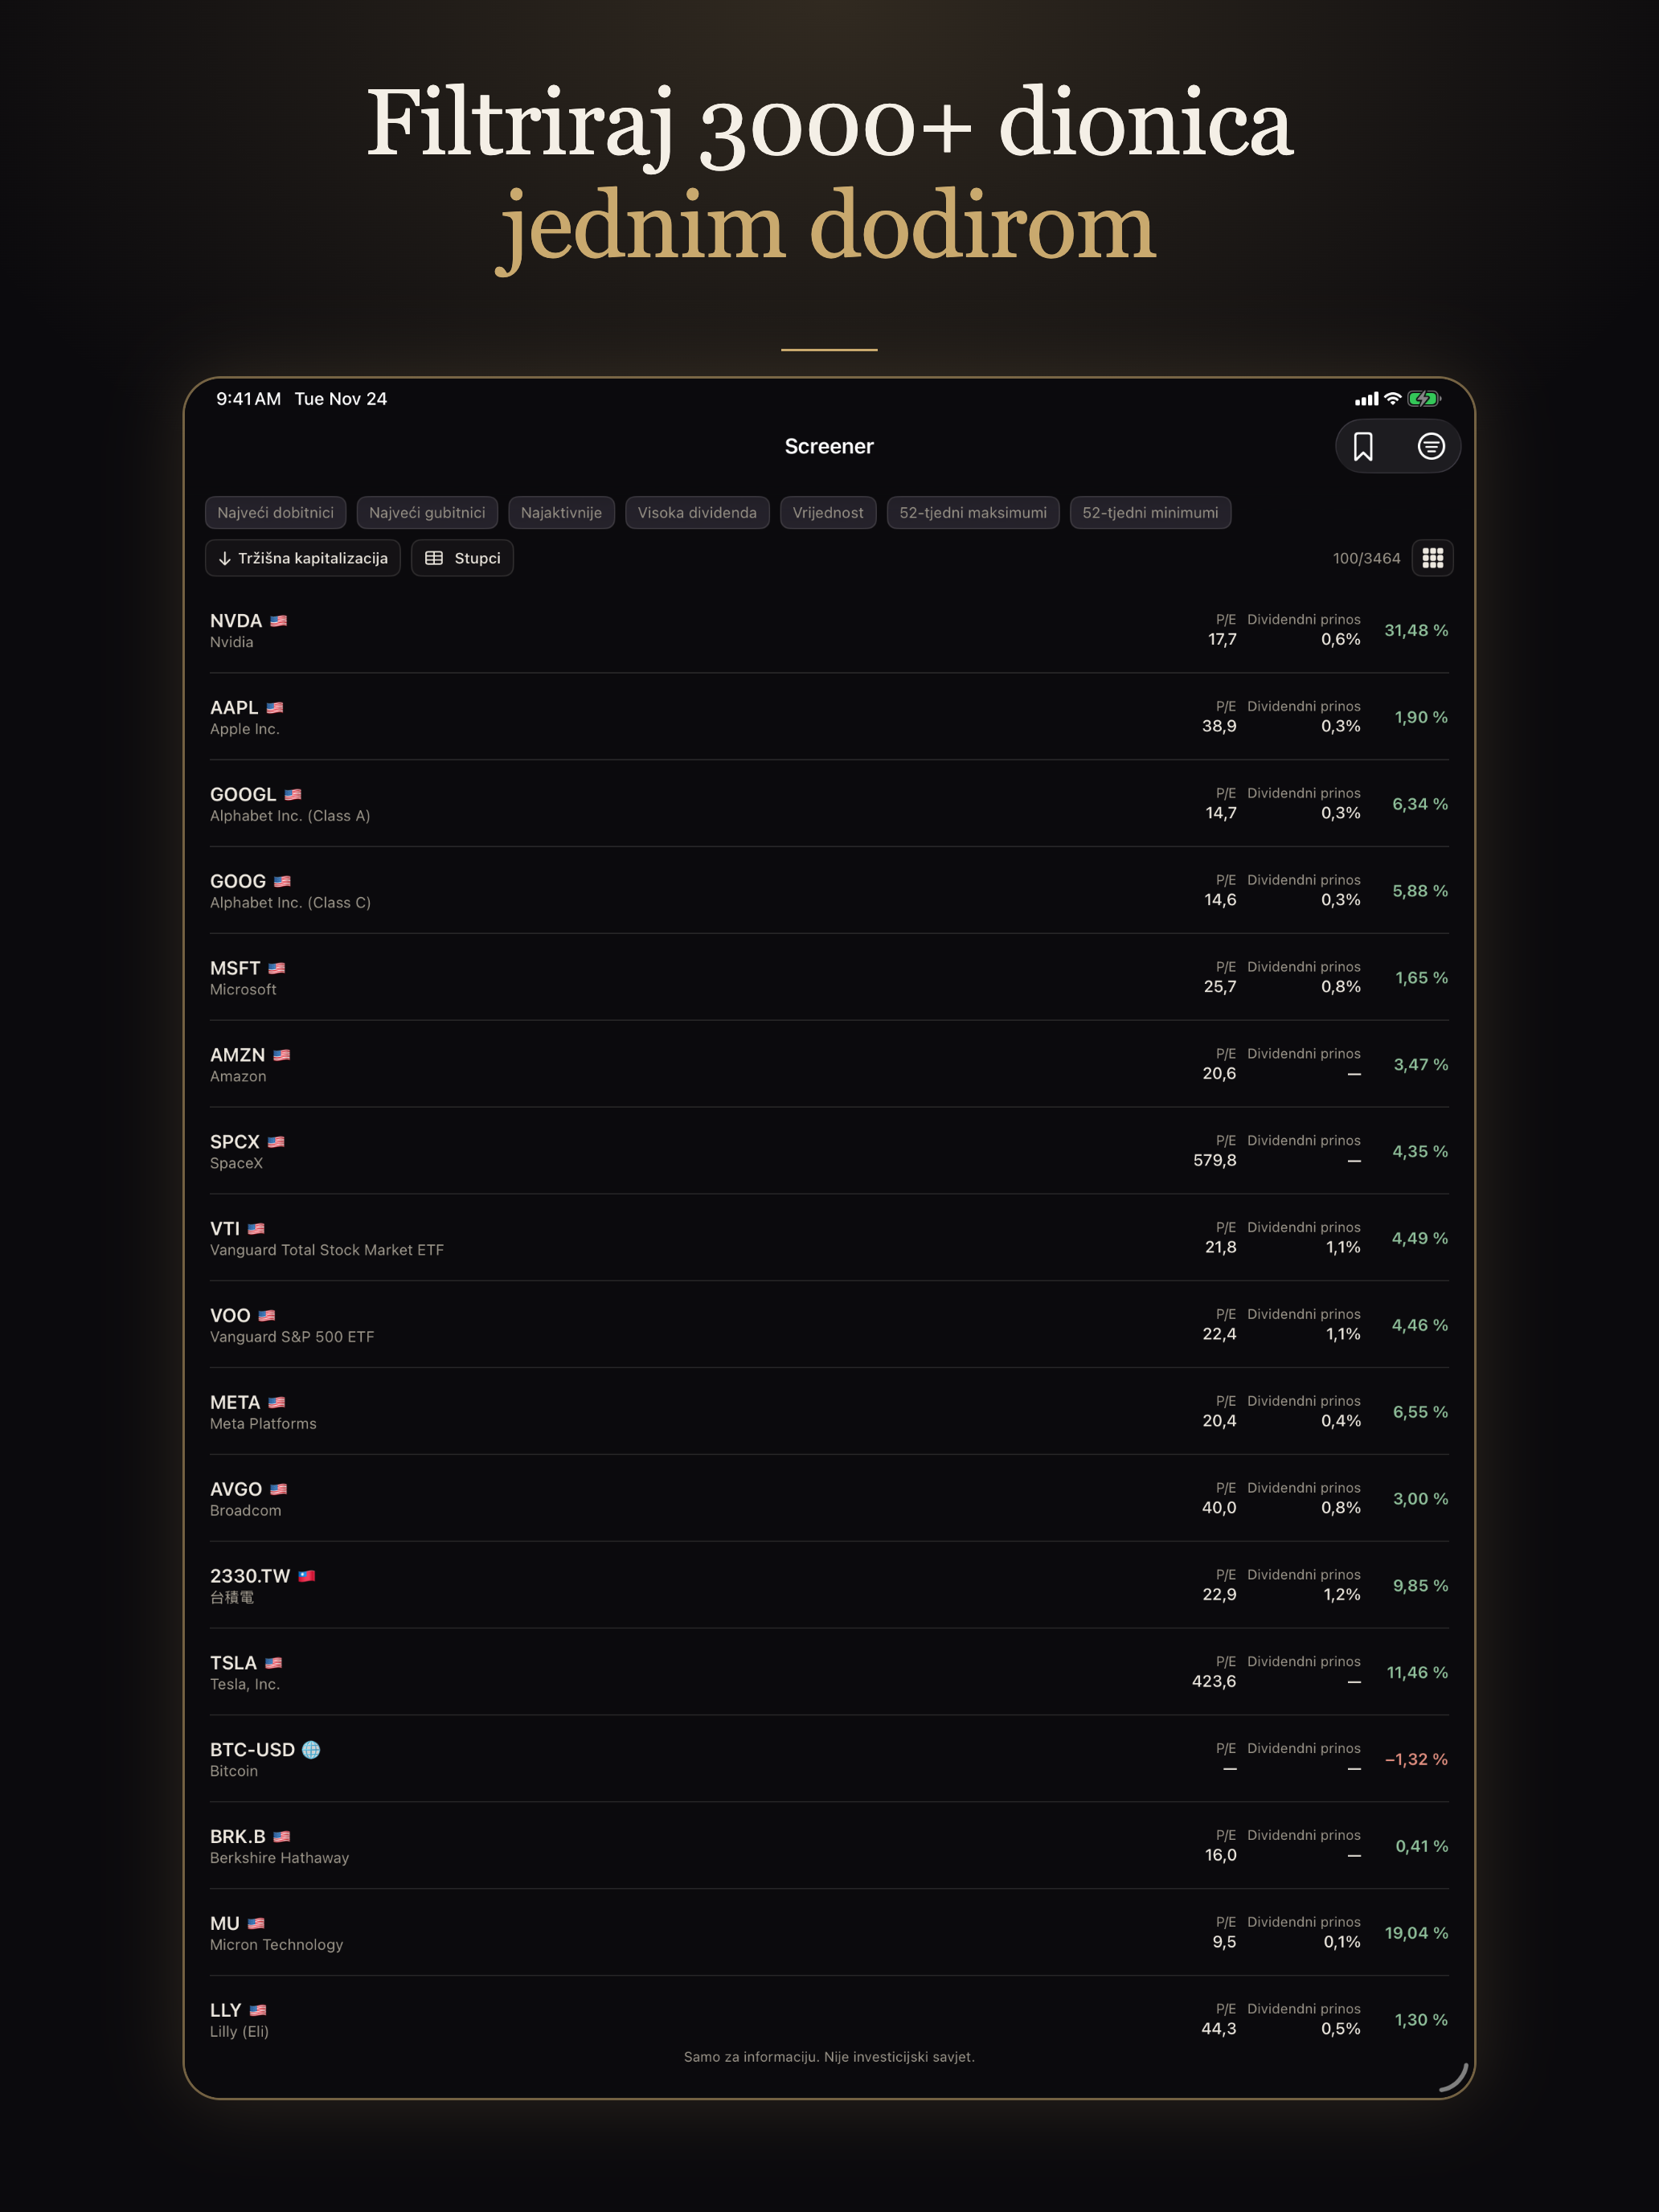 Filtriraj 3000+ dionica
jednim dodirom
9:41 AM Tue Nov 24
Screener
Najveći dobitnici Najveći gubitnici Najaktivnije Visoka dividenda Vrijednost 52-tjedni maksimumi 52-tjedni minimumi
↓ Tržišna kapitalizacija Stupci 100/3464
NVDA P/E Dividendni prinos 31,48 %
Nvidia 17,7 0,6%
AAPL P/E Dividendni prinos 1,90 %
Apple Inc. 38,9 0,3%
GOOGL P/E Dividendni prinos 6,34 %
Alphabet Inc. (Class A) 14,7 0,3%
GOOG P/E Dividendni prinos 5,88 %
Alphabet Inc. (Class C) 14,6 0,3%
MSFT P/E Dividendni prinos 1,65 %
Microsoft 25,7 0,8%
AMZN P/E Dividendni prinos 3,47 %
Amazon 20,6 —
SPCX P/E Dividendni prinos 4,35 %
SpaceX 579,8 —
VTI P/E Dividendni prinos 4,49 %
Vanguard Total Stock Market ETF 21,8 1,1%
VOO P/E Dividendni prinos 4,46 %
Vanguard S&P 500 ETF 22,4 1,1%
META P/E Dividendni prinos 6,55 %
Meta Platforms 20,4 0,4%
AVGO P/E Dividendni prinos 3,00 %
Broadcom 40,0 0,8%
2330.TW P/E Dividendni prinos 9,85 %
台積電 22,9 1,2%
TSLA P/E Dividendni prinos 11,46 %
Tesla, Inc. 423,6 —
BTC-USD P/E Dividendni prinos −1,32 %
Bitcoin — —
BRK.B P/E Dividendni prinos 0,41 %
Berkshire Hathaway 16,0 —
MU P/E Dividendni prinos 19,04 %
Micron Technology 9,5 0,1%
LLY P/E Dividendni prinos 1,30 %
Lilly (Eli) 44,3 0,5%
Samo za informaciju. Nije investicijski savjet.